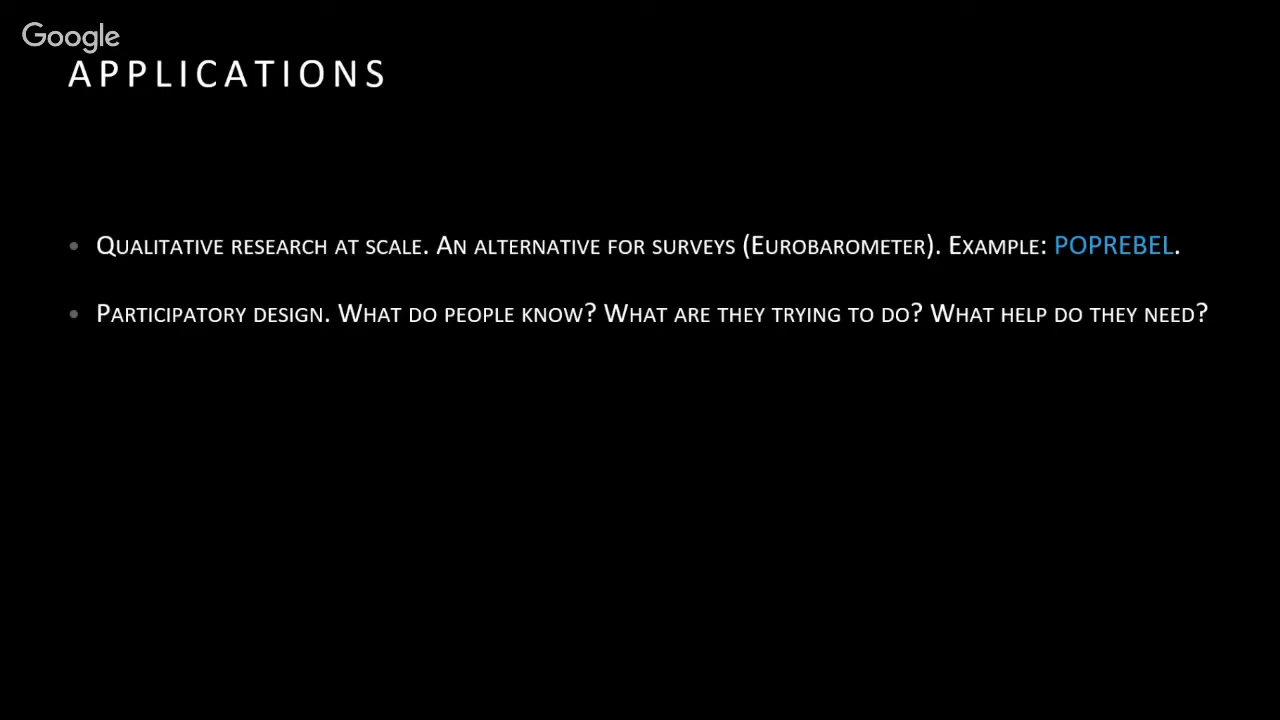 Google
APPLICATIONS
• Qualitative research at scale. An alternative for surveys (Eurobarometer). Example: POPREBEL.
• Participatory design. What do people know? What are they trying to do? What help do they need?